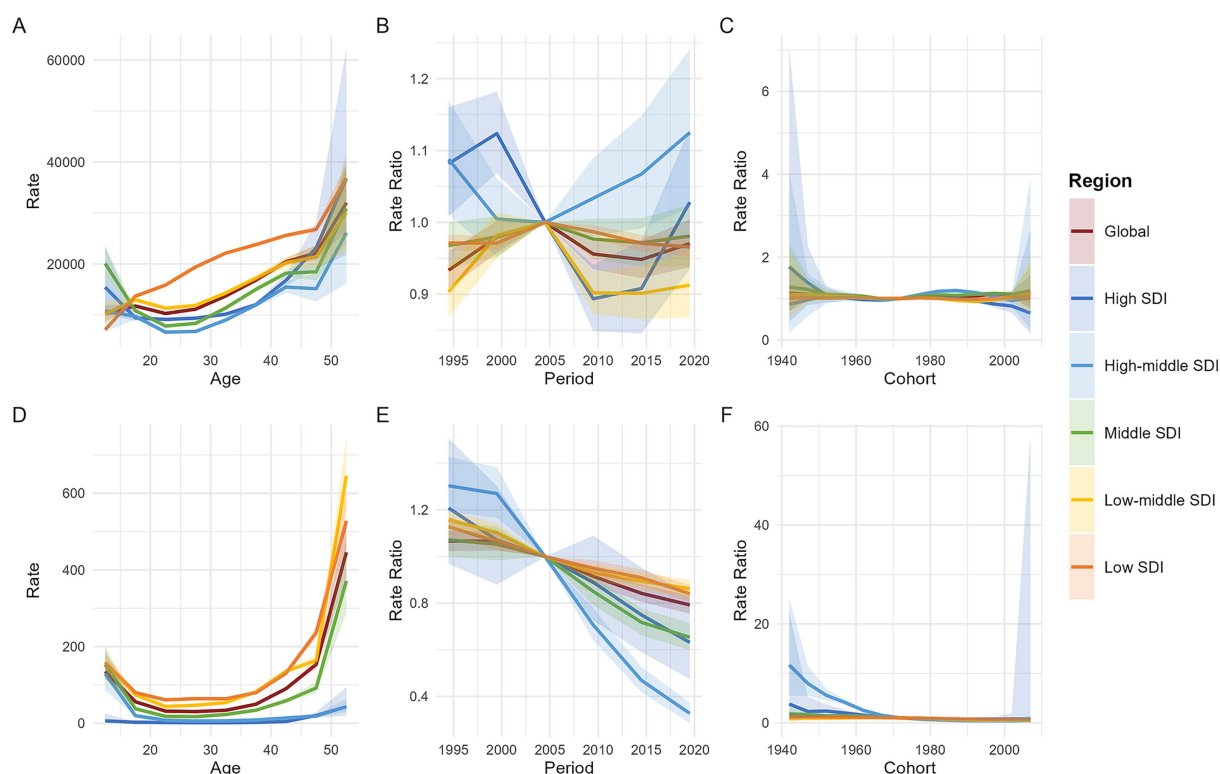 A
B
C
60000
40000
20000
Rate
20
30
40
50
Age
1.2
1.1
1.0
0.9
Rate Ratio
1995
2000
2005
2010
2015
2020
Period
6
4
2
0
Rate Ratio
1940
1960
1980
2000
Cohort
Region
Global
High SDI
High-middle SDI
Middle SDI
Low-middle SDI
Low SDI
D
E
F
600
400
200
0
Rate
20
30
40
50
Age
1.2
0.8
0.4
Rate Ratio
1995
2000
2005
2010
2015
2020
Period
60
40
20
0
Rate Ratio
1940
1960
1980
2000
Cohort